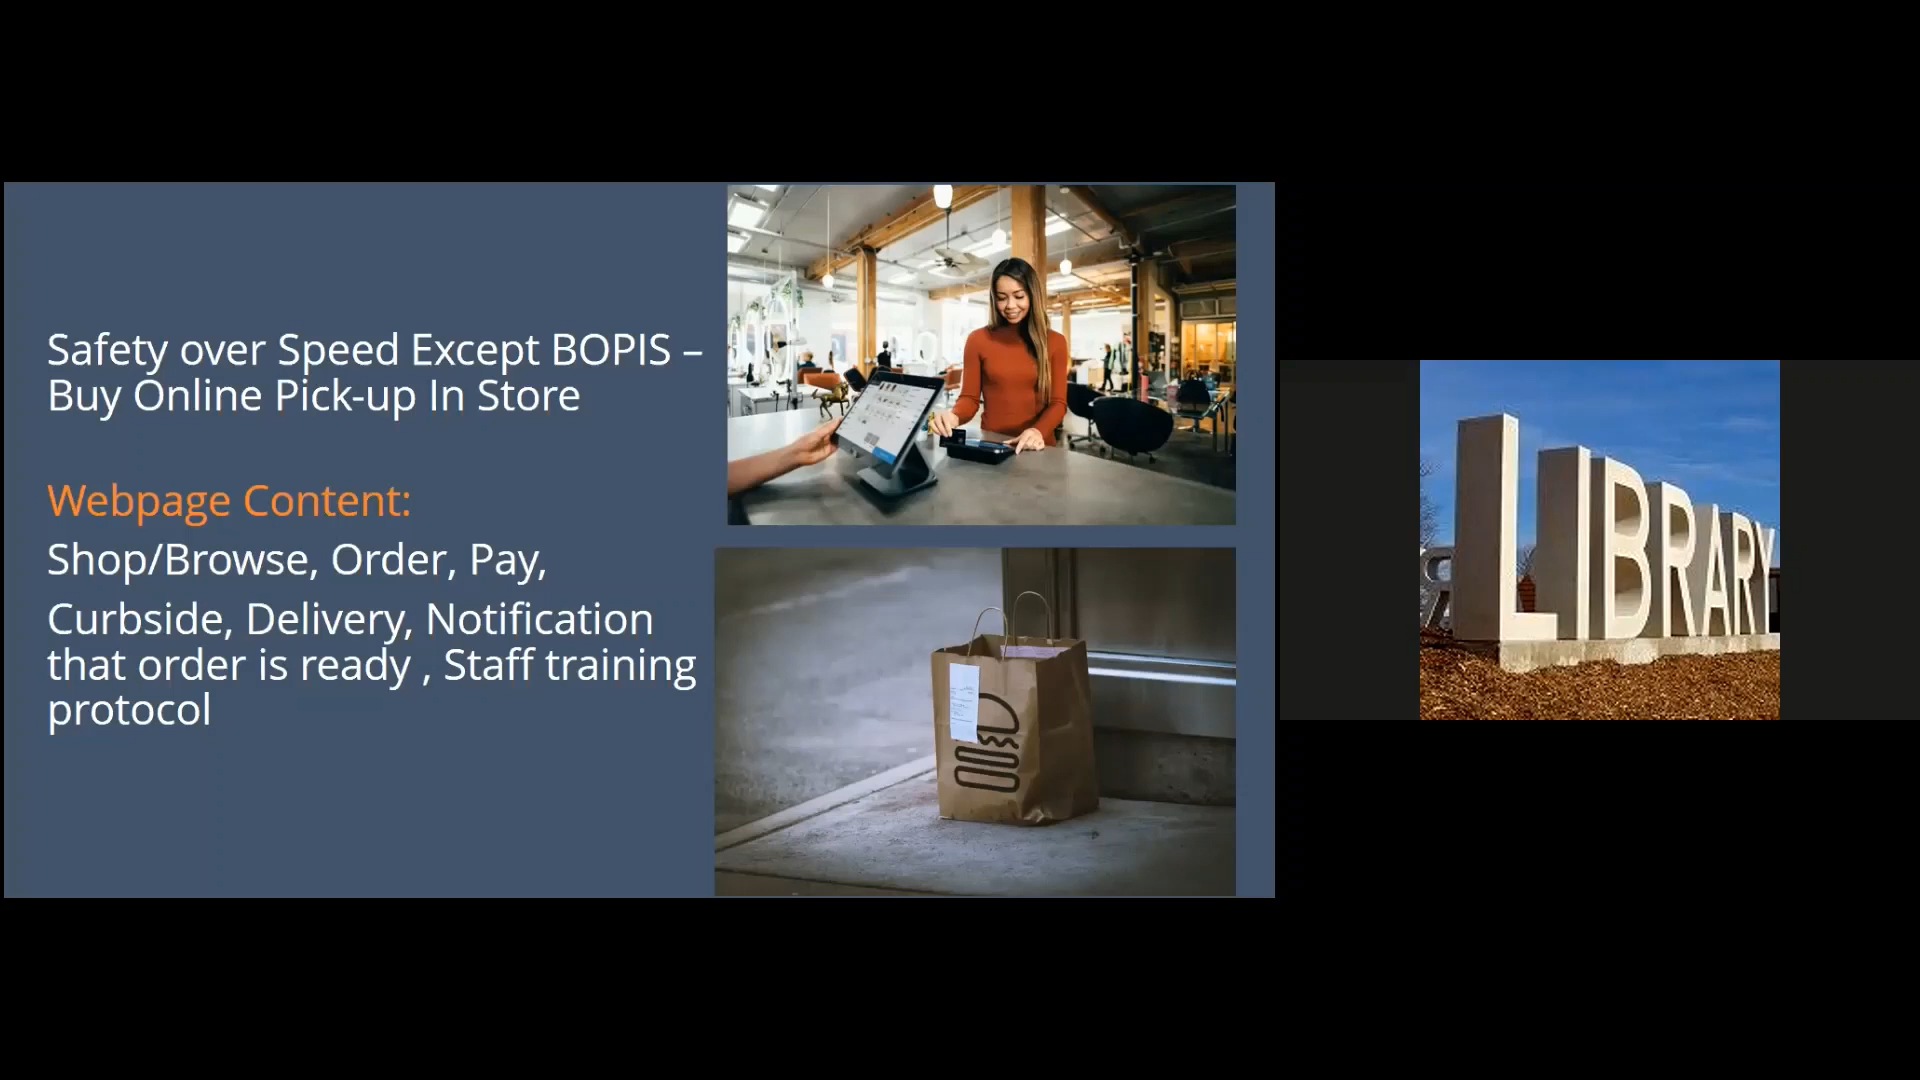 Safety over Speed Except BOPIS –
Buy Online Pick-up In Store
Webpage Content:
Shop/Browse, Order, Pay,
Curbside, Delivery, Notification
that order is ready , Staff training
protocol
LIBRARY